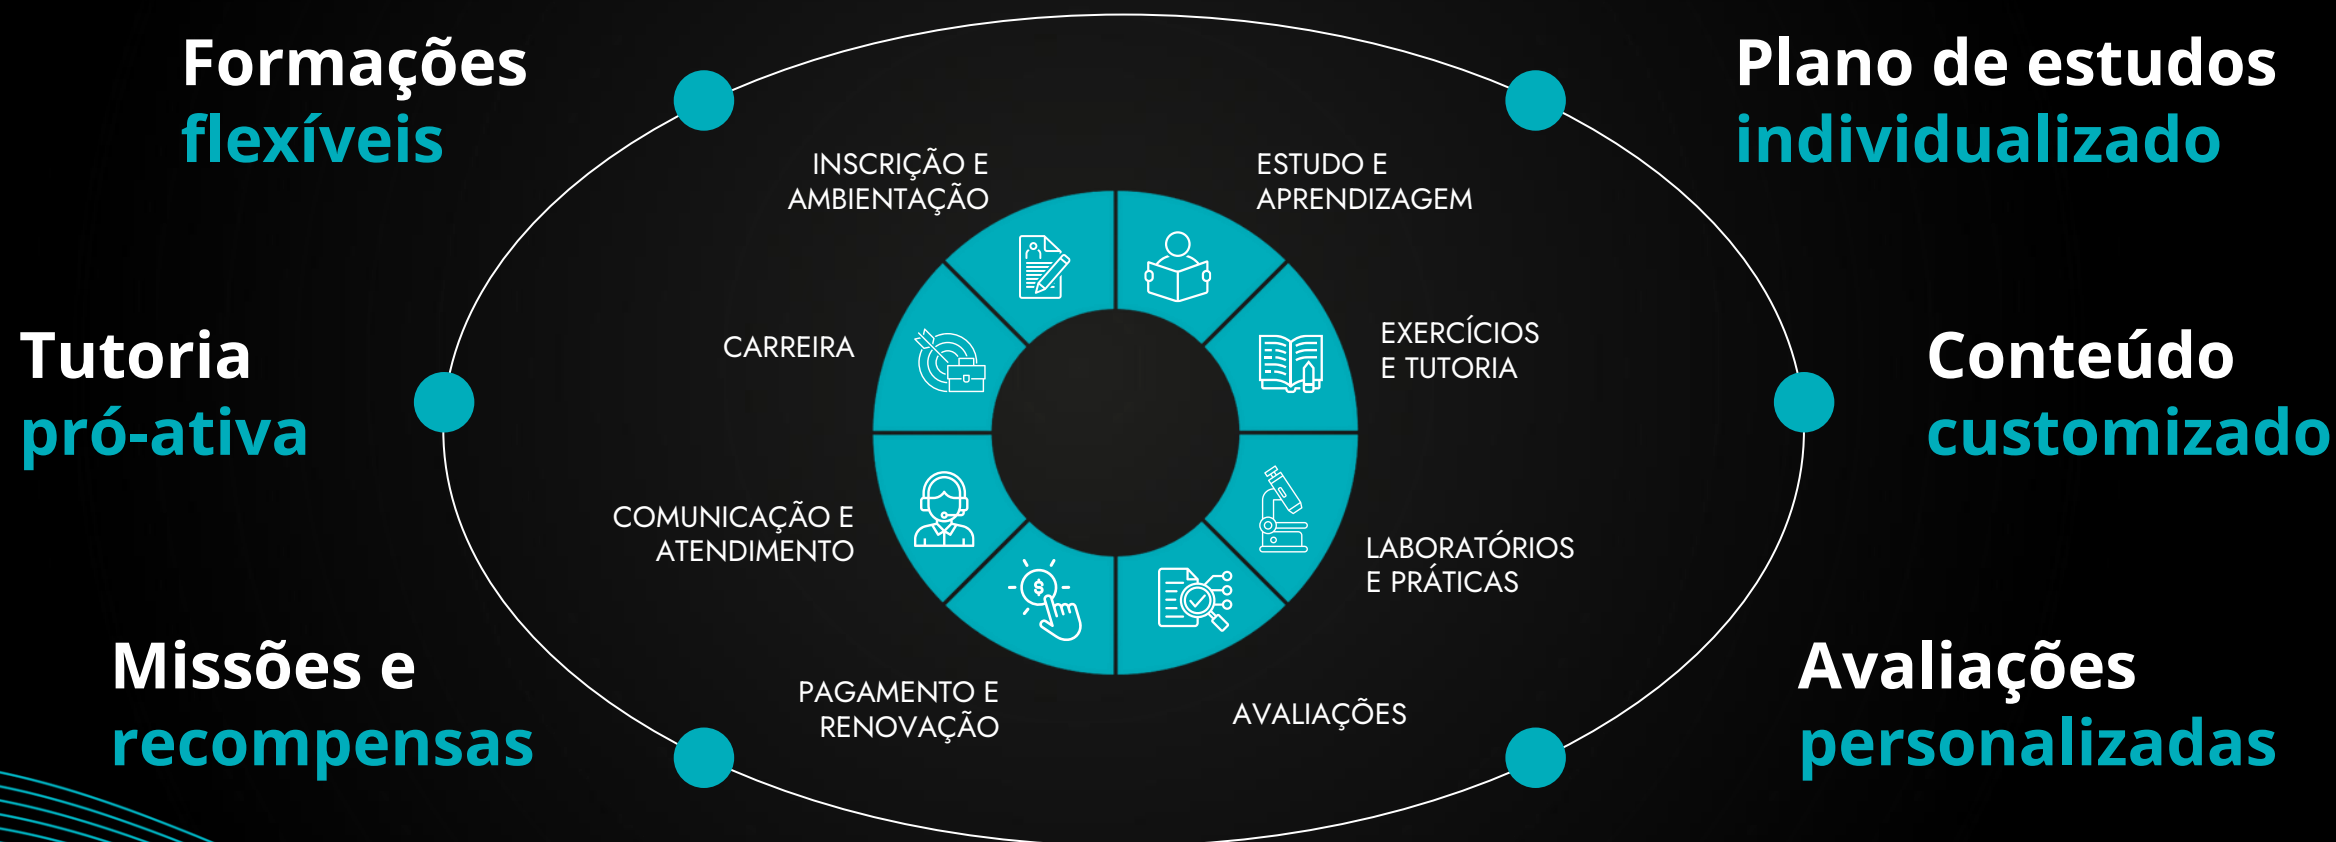 Formações
flexíveis
Plano de estudos
individualizado
INSCRIÇÃO E
AMBIENTAÇÃO
ESTUDO E
APRENDIZAGEM
Tutoria
pró-ativa
CARREIRA
EXERCÍCIOS
E TUTORIA
Conteúdo
customizado
COMUNICAÇÃO E
ATENDIMENTO
LABORATÓRIOS
E PRÁTICAS
$
Missões e
recompensas
PAGAMENTO E
RENOVAÇÃO
AVALIAÇÕES
Avaliações
personalizadas